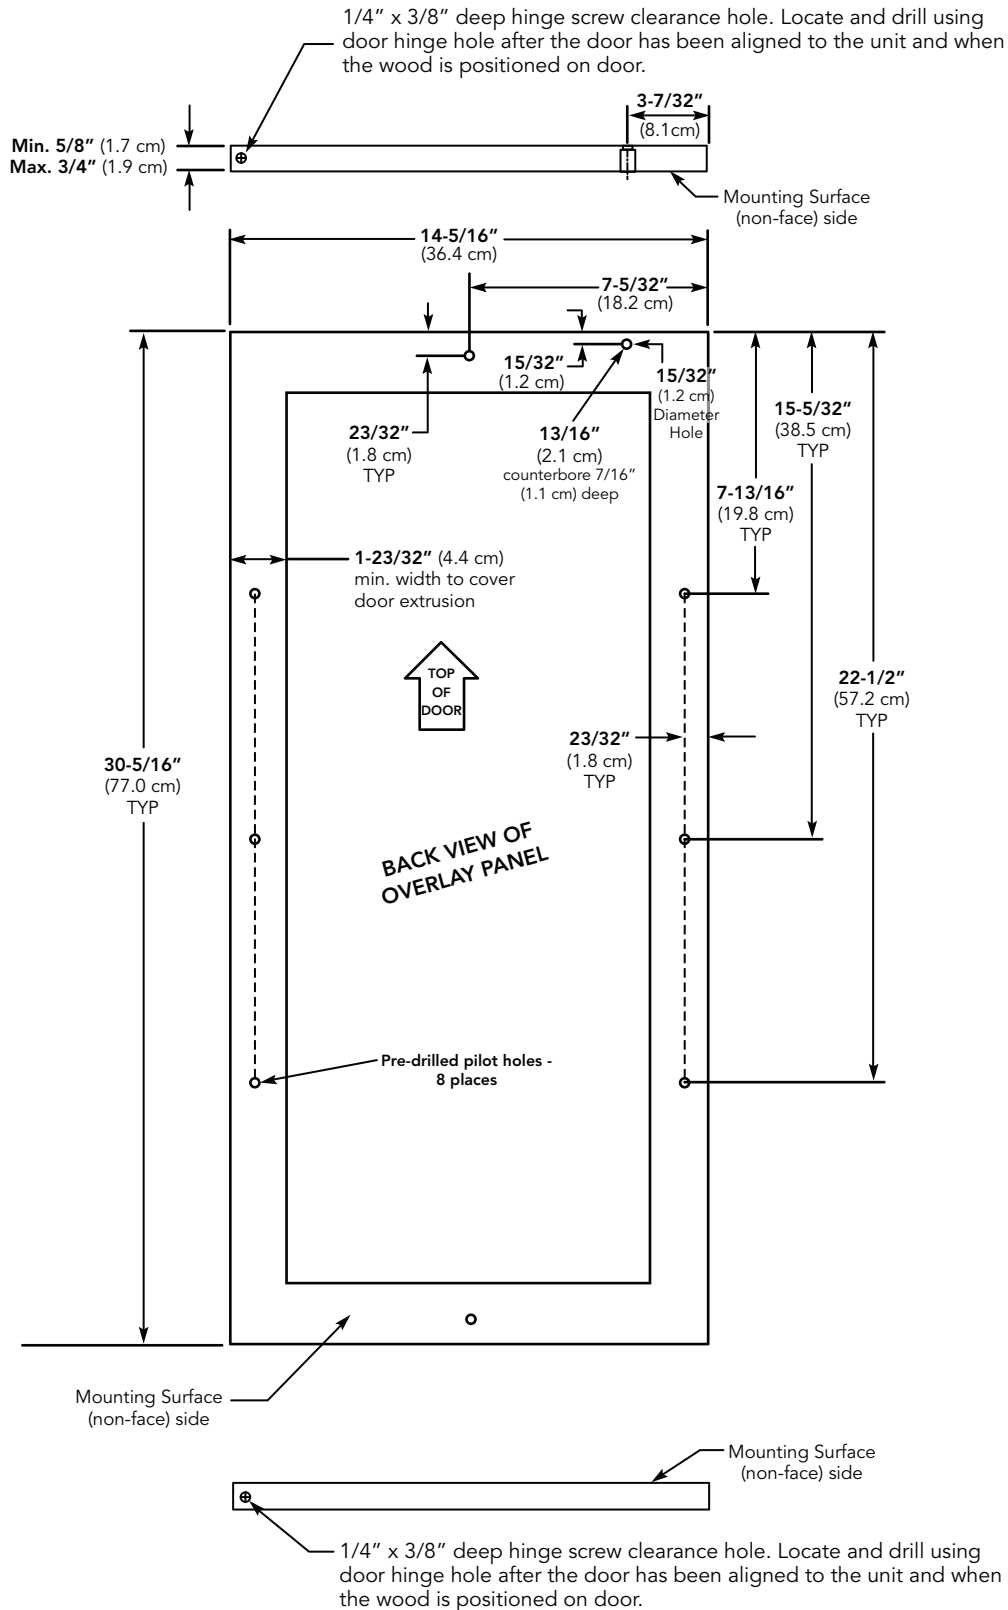 1/4” x 3/8” deep hinge screw clearance hole. Locate and drill using
door hinge hole after the door has been aligned to the unit and when
the wood is positioned on door.
3-7/32”
(8.1cm)
Min. 5/8” (1.7 cm)
Max. 3/4” (1.9 cm)
Mounting Surface
(non-face) side
14-5/16”
(36.4 cm)
7-5/32”
(18.2 cm)
15/32”
(1.2 cm)
15/32”
(1.2 cm)
Diameter
Hole
23/32”
(1.8 cm)
TYP
13/16”
(2.1 cm)
counterbore 7/16”
(1.1 cm) deep
15-5/32”
(38.5 cm)
TYP
7-13/16”
(19.8 cm)
TYP
1-23/32” (4.4 cm)
min. width to cover
door extrusion
TOP
OF
DOOR
22-1/2”
(57.2 cm)
TYP
23/32”
(1.8 cm)
TYP
30-5/16”
(77.0 cm)
TYP
BACK VIEW OF
OVERLAY PANEL
Pre-drilled pilot holes -
8 places
Mounting Surface
(non-face) side
Mounting Surface
(non-face) side
1/4” x 3/8” deep hinge screw clearance hole. Locate and drill using
door hinge hole after the door has been aligned to the unit and when
the wood is positioned on door.